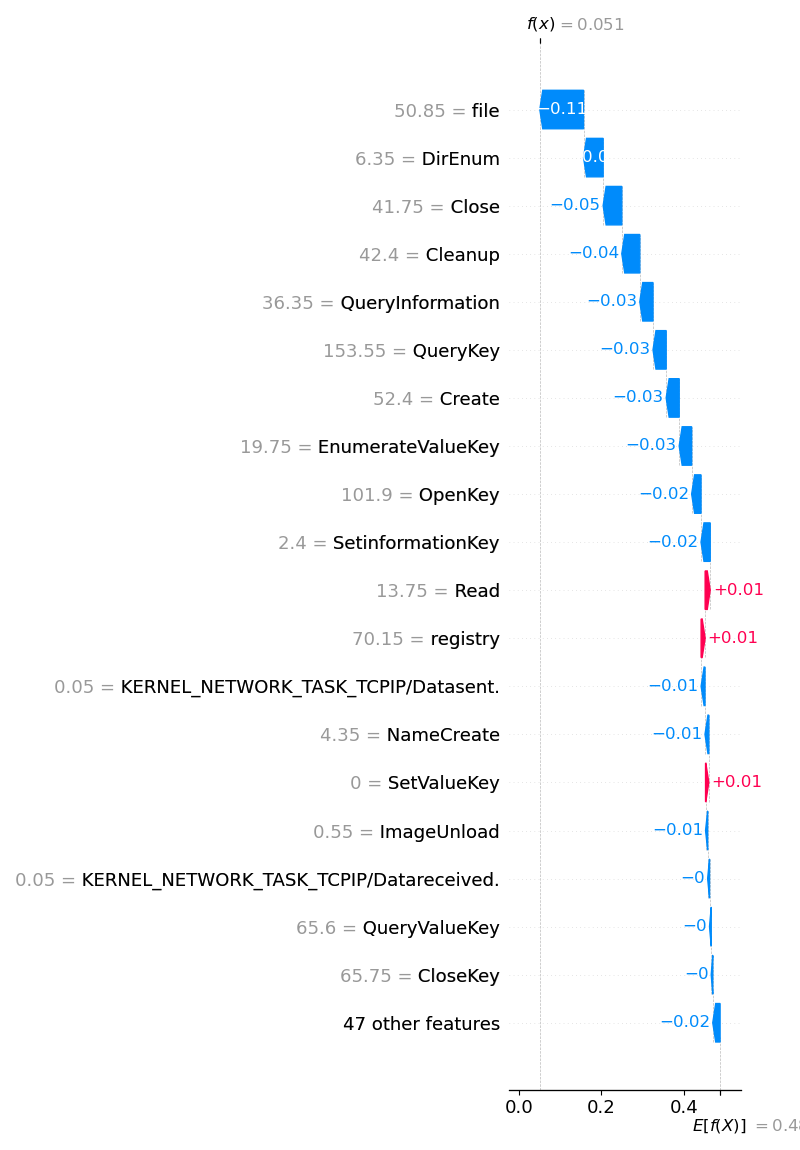 f(x) = 0.051
50.85 = file
−0.11
6.35 = DirEnum
41.75 = Close
−0.05
42.4 = Cleanup
−0.04
36.35 = QueryInformation
−0.03
153.55 = QueryKey
−0.03
52.4 = Create
−0.03
19.75 = EnumerateValueKey
−0.03
101.9 = OpenKey
−0.02
2.4 = SetinformationKey
−0.02
13.75 = Read
+0.01
70.15 = registry
+0.01
0.05 = KERNEL_NETWORK_TASK_TCPIP/Datasent.
−0.01
4.35 = NameCreate
−0.01
0 = SetValueKey
+0.01
0.55 = ImageUnload
−0.01
0.05 = KERNEL_NETWORK_TASK_TCPIP/Datareceived.
−0
65.6 = QueryValueKey
−0
65.75 = CloseKey
−0
47 other features
−0.02
0.0 0.2 0.4
E[f(X)] =